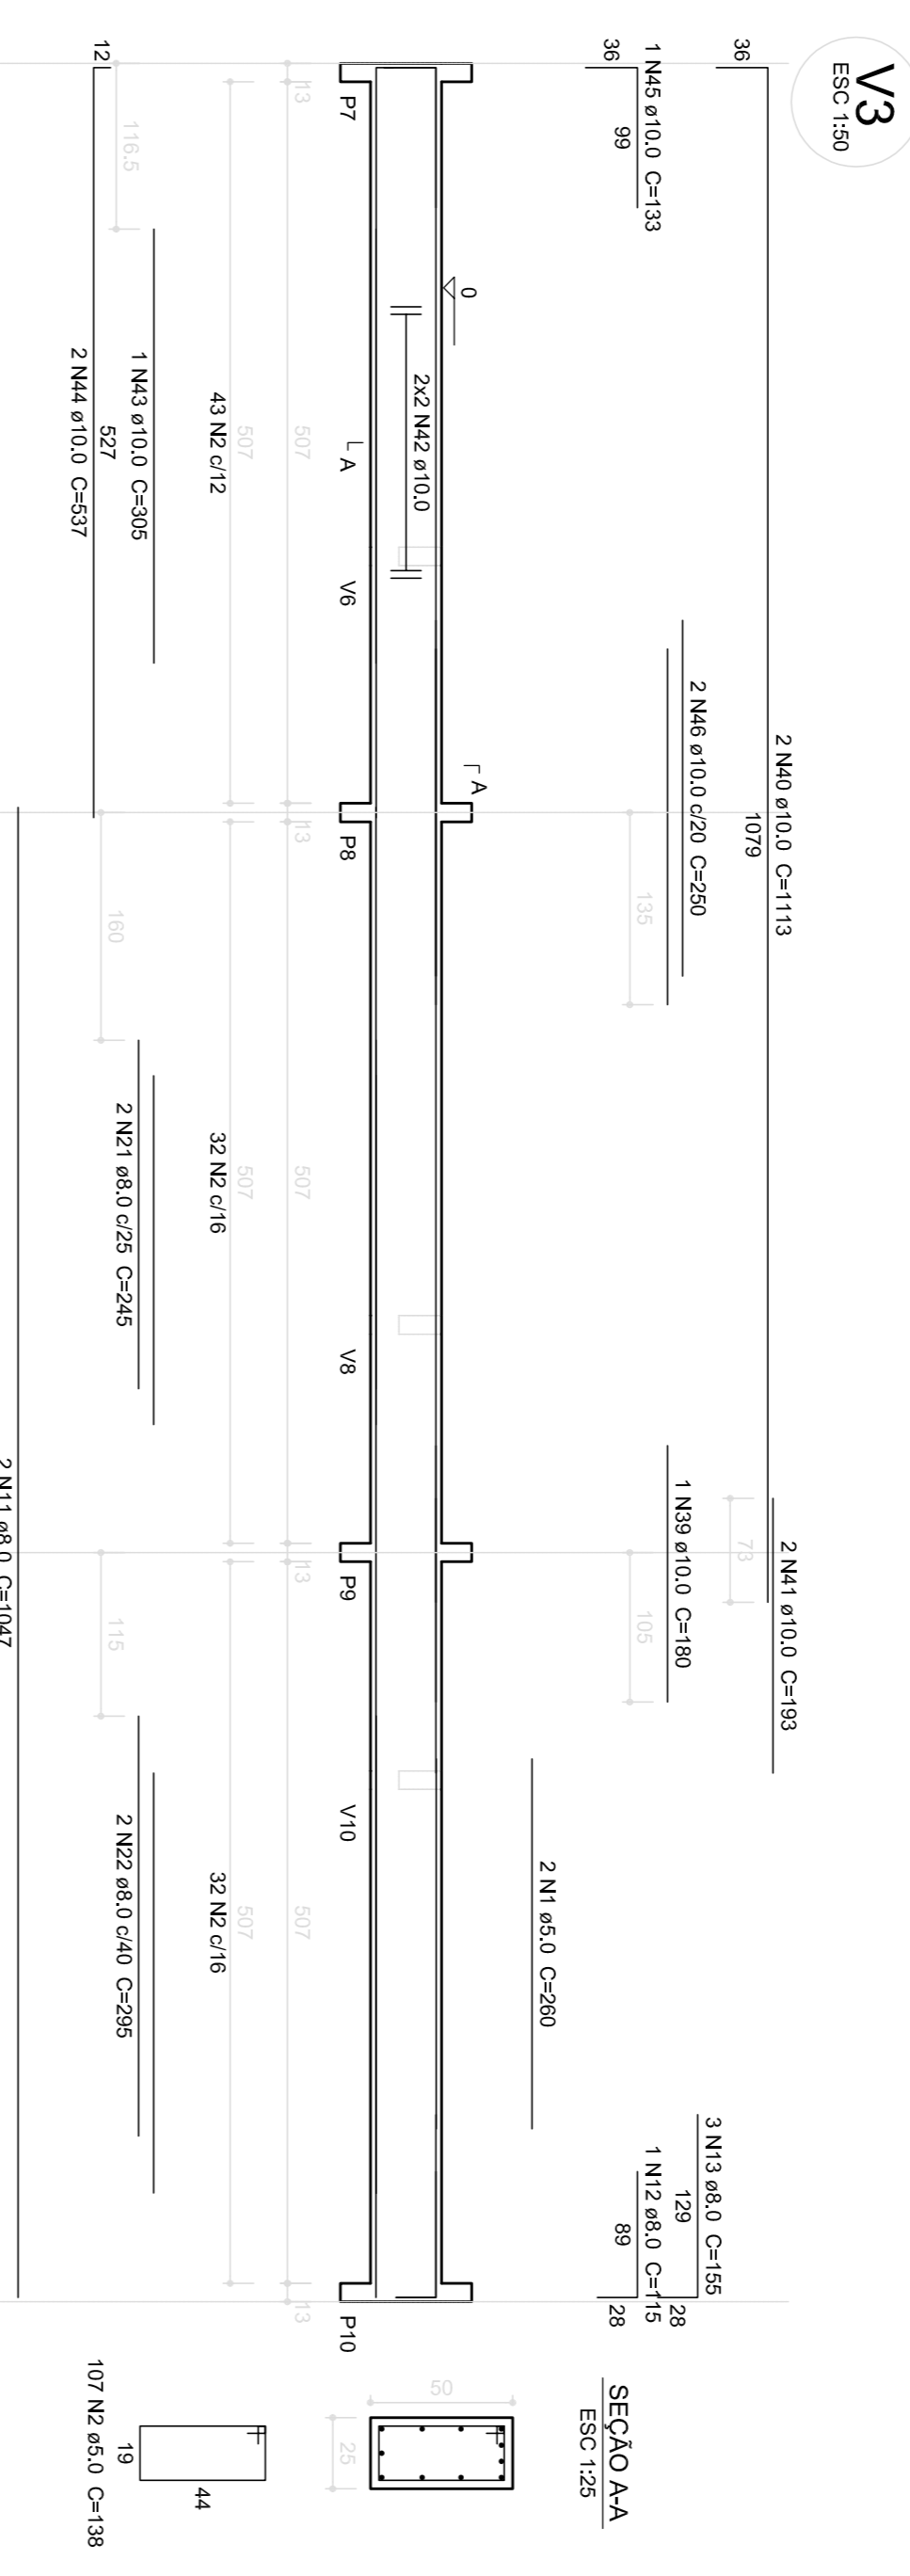 V3
ESC 1:50
2 N40 ø10.0 C=1113
1079
36
2 N41 ø10.0 C=193
73
2 N46 ø10.0 c/20 C=250
135
1 N39 ø10.0 C=180
105
3 N13 ø8.0 C=155
129
28
1 N45 ø10.0 C=133
99
36
1 N12 ø8.0 C=115
89
28
2 N1 ø5.0 C=260
0
A
2x2 N42 ø10.0
P7
A
V6
P8
V8
P9
V10
P10
13
507
13
507
13
507
13
507
507
507
43 N2 c/12
32 N2 c/16
32 N2 c/16
116.5
1 N43 ø10.0 C=305
160
2 N21 ø8.0 c/25 C=245
115
2 N22 ø8.0 c/40 C=295
12
527
2 N44 ø10.0 C=537
2 N11 ø8.0 C=1047
SEÇÃO A-A
ESC 1:25
50
25
44
19
107 N2 ø5.0 C=138